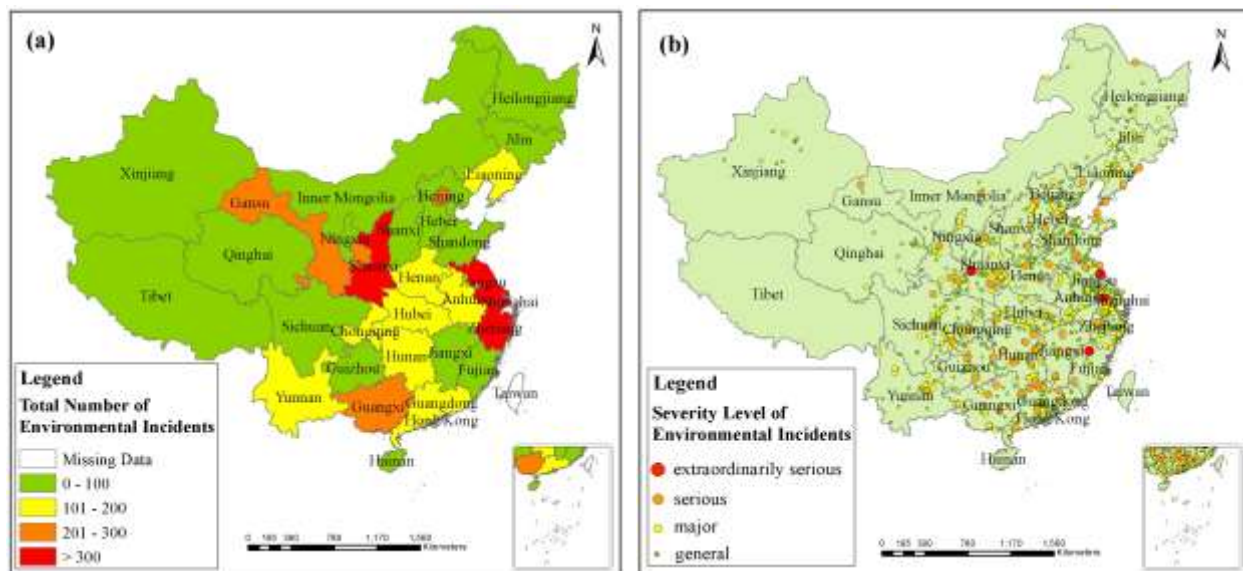 (a)
N
Heilongjiang
Jilin
Liaoning
Xinjiang
Inner Mongolia
Beijing
Gansu
Hebei
Shanxi
Ningxia
Shandong
Qinghai
Shaanxi
Henan
Jiangsu
Tibet
Anhui
Shanghai
Hubei
Sichuan
Chongqing
Zhejiang
Hunan
Jiangxi
Guizhou
Fujian
Taiwan
Yunnan
Guangxi
Guangdong
Hong Kong
Hainan
Legend
Total Number of
Environmental Incidents
Missing Data
0 - 100
101 - 200
201 - 300
> 300
Kilometers
(b)
N
Heilongjiang
Jilin
Liaoning
Xinjiang
Inner Mongolia
Beijing
Gansu
Hebei
Shanxi
Ningxia
Shandong
Qinghai
Shaanxi
Henan
Jiangsu
Tibet
Anhui
Shanghai
Hubei
Sichuan
Chongqing
Zhejiang
Hunan
Jiangxi
Guizhou
Fujian
Taiwan
Yunnan
Guangxi
Guangdong
Hong Kong
Hainan
Legend
Severity Level of
Environmental Incidents
extraordinarily serious
serious
major
general
Kilometers